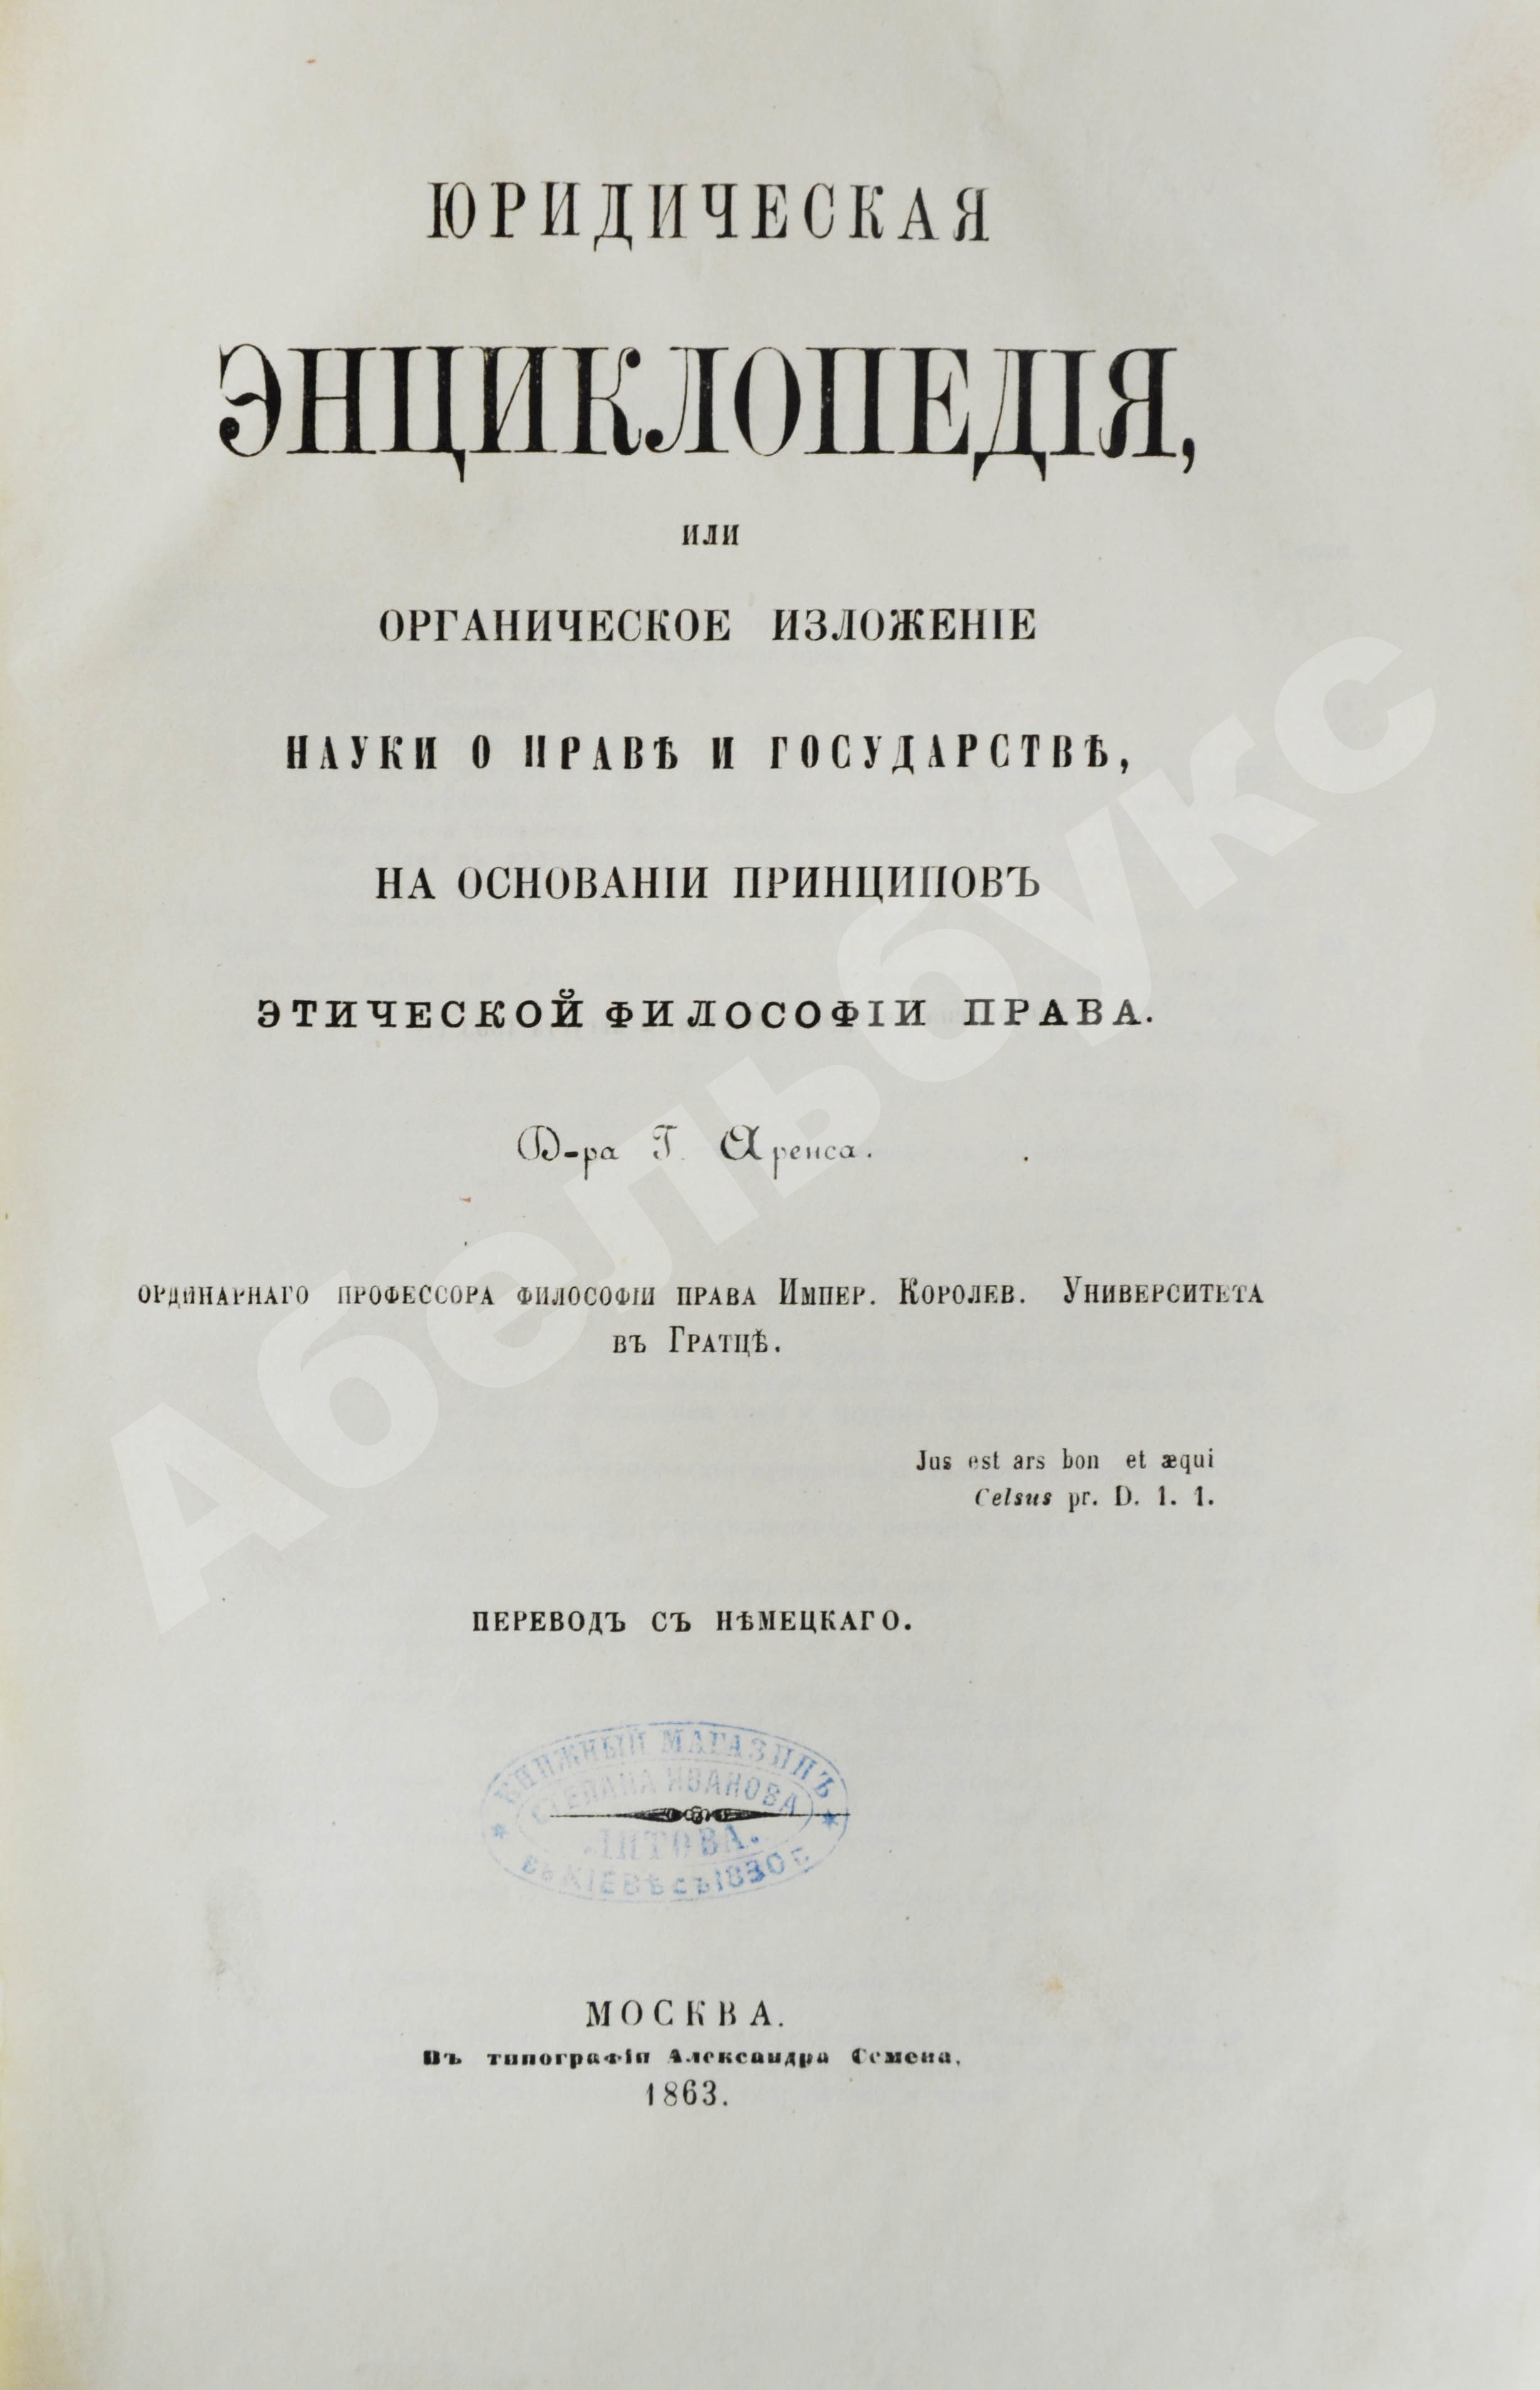 ЮРИДИЧЕСКАЯ
ЭНЦИКЛОПЕДІЯ,
ИЛИ
ОРГАНИЧЕСКОЕ ИЗЛОЖЕНІЕ
НАУКИ О ПРАВѢ И ГОСУДАРСТВѢ,
НА ОСНОВАНІИ ПРИНЦИПОВЪ
ЭТИЧЕСКОЙ ФИЛОСОФІИ ПРАВА.
Д-ра Г. Аренса.
ОРДИНАРНАГО ПРОФЕССОРА ФИЛОСОФІИ ПРАВА ИМПЕР. КОРОЛЕВ. УНИВЕРСИТЕТА
ВЪ ГРАТЦѢ.
Jus est ars bon et æqui
Celsus pr. D. 1. 1.
ПЕРЕВОДЪ СЪ НѢМЕЦКАГО.
КНИЖНЫЙ МАГАЗИНЪ
СТЕПАНА ИВАНОВА
ЛИТОВА.
ВЪ КІЕВѢ СЪ 1830 г.
МОСКВА.
Въ типографіи Александра Семена.
1863.
Абельбукс